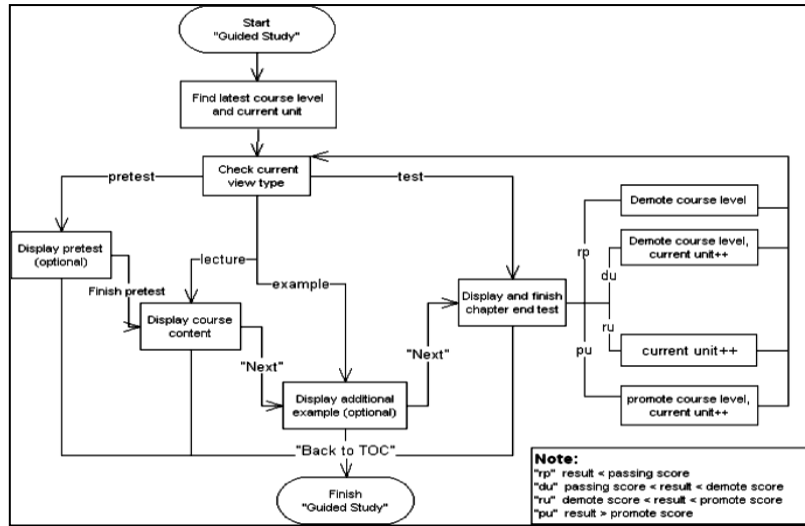 Start
"Guided Study"
Find latest course level
and current unit
Check current
view type
pretest
test
Demote course level
Display pretest
(optional)
rp
Demote course level,
current unit++
lecture
du
Finish pretest
example
Display and finish
chapter end test
Display course
content
ru
"Next"
pu
current unit++
"Next"
Display additional
example (optional)
promote course level,
current unit++
"Back to TOC"
Finish
"Guided Study"
Note:
"rp" result < passing score
"du" passing score < result < demote score
"ru" demote score < result < promote score
"pu" result > promote score